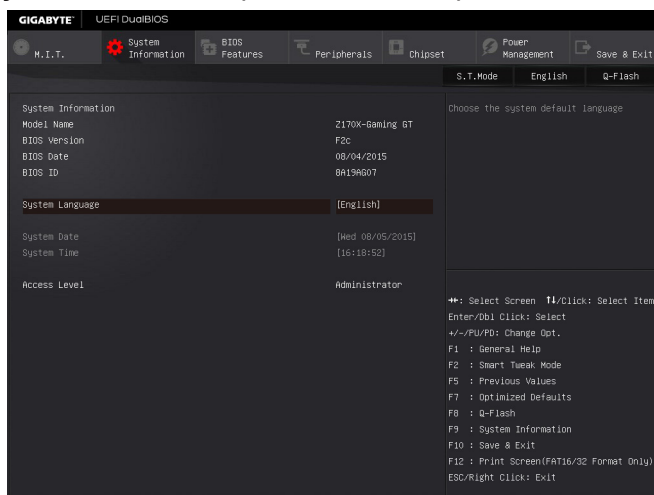 GIGABYTE™ UEFI DualBIOS
M.I.T. System Information BIOS Features Peripherals Chipset Power Management Save & Exit
S.T.Mode English Q-Flash
System Information
Choose the system default language
Model Name Z170X-Gaming GT
BIOS Version F2c
BIOS Date 08/04/2015
BIOS ID 8A19AG07
System Language [English]
System Date [Wed 08/05/2015]
System Time [16:18:52]
Access Level Administrator
→←: Select Screen ↑↓/Click: Select Item
Enter/Dbl Click: Select
+/-/PU/PD: Change Opt.
F1 : General Help
F2 : Smart Tweak Mode
F5 : Previous Values
F7 : Optimized Defaults
F8 : Q-Flash
F9 : System Information
F10 : Save & Exit
F12 : Print Screen(FAT16/32 Format Only)
ESC/Right Click: Exit